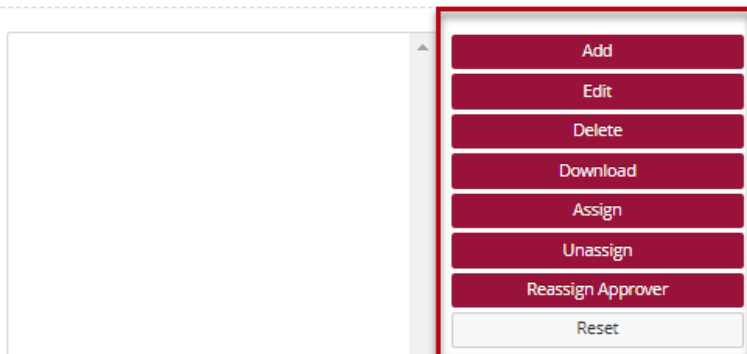 Add
Edit
Delete
Download
Assign
Unassign
Reassign Approver
Reset